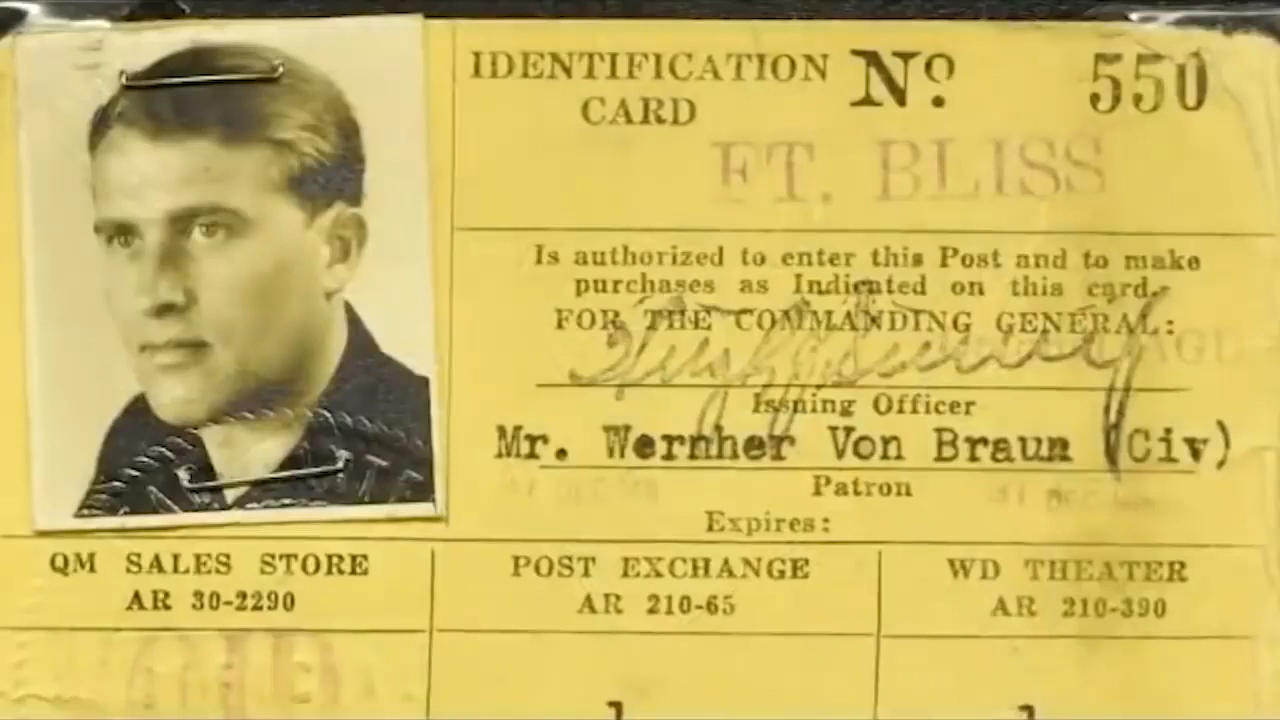 IDENTIFICATION CARD Nº 550
FT. BLISS
Is authorized to enter this Post and to make
purchases as Indicated on this card.
FOR THE COMMANDING GENERAL:
Issuing Officer
Mr. Wernher Von Braun (Civ)
Patron
Expires:
QM SALES STORE
AR 30-2290
POST EXCHANGE
AR 210-65
WD THEATER
AR 210-390